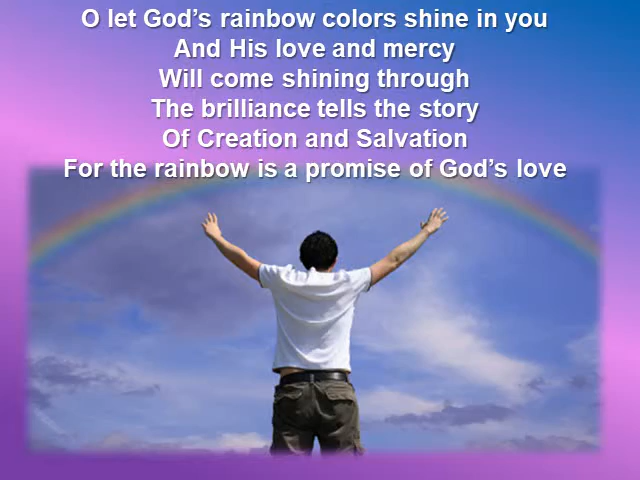 O let God’s rainbow colors shine in you
And His love and mercy
Will come shining through
The brilliance tells the story
Of Creation and Salvation
For the rainbow is a promise of God’s love